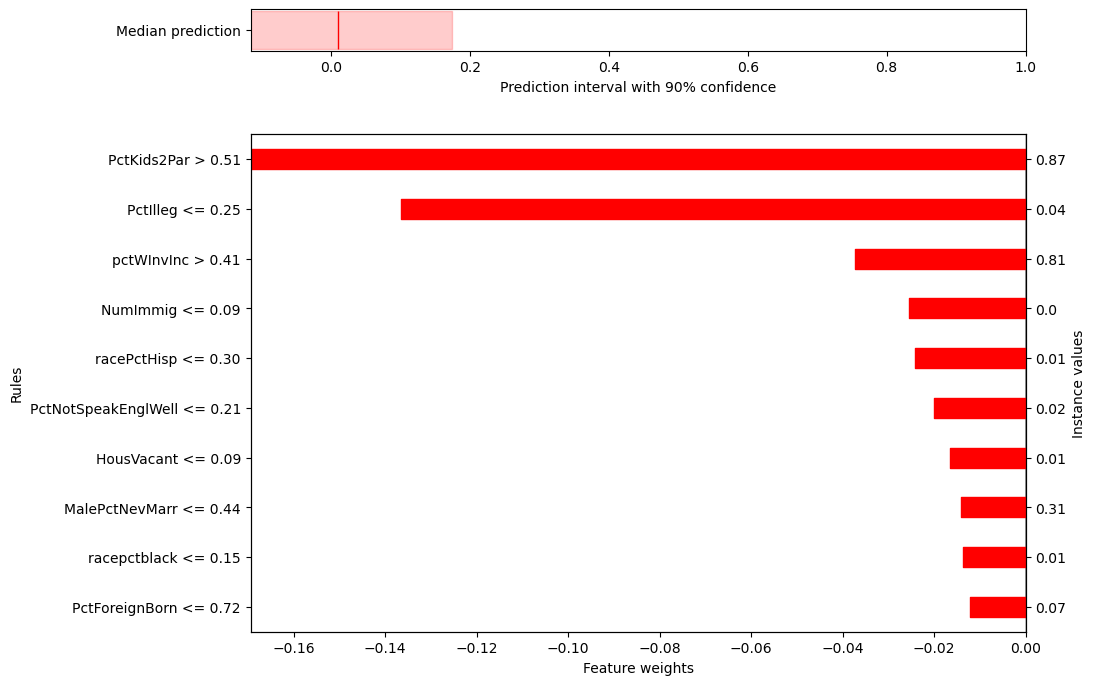 Median prediction
0.0 0.2 0.4 0.6 0.8 1.0
Prediction interval with 90% confidence
Rules
PctKids2Par > 0.51 0.87
PctIlleg <= 0.25 0.04
pctWInvInc > 0.41 0.81
NumImmig <= 0.09 0.0
racePctHisp <= 0.30 0.01
PctNotSpeakEnglWell <= 0.21 0.02
HousVacant <= 0.09 0.01
MalePctNevMarr <= 0.44 0.31
racepctblack <= 0.15 0.01
PctForeignBorn <= 0.72 0.07
Instance values
−0.16 −0.14 −0.12 −0.10 −0.08 −0.06 −0.04 −0.02 0.00
Feature weights